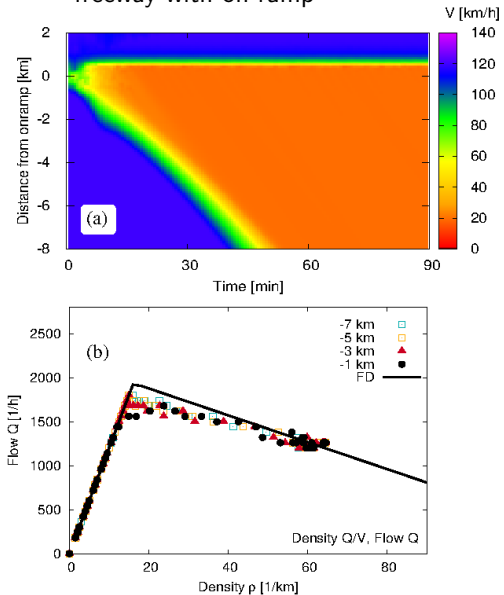 freeway with on-ramp
V [km/h]
2
0
-2
-4
-6
-8
Distance from onramp [km]
(a)
0
30
60
90
Time [min]
140
120
100
80
60
40
20
0
(b)
2500
2000
1500
1000
500
0
Flow Q [1/h]
-7 km
-5 km
-3 km
-1 km
FD
Density Q/V, Flow Q
0
20
40
60
80
Density ρ [1/km]